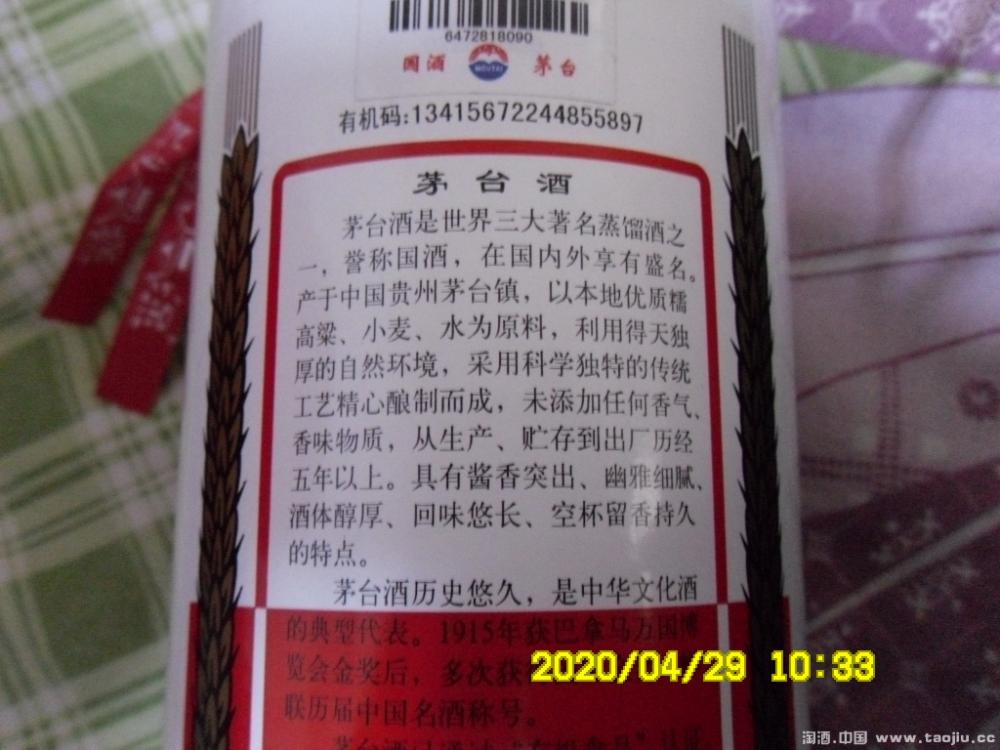 6472818090
国酒 MOUTAI 茅台
有机码:13415672244855897
茅台酒
茅台酒是世界三大著名蒸馏酒之
一，誉称国酒，在国内外享有盛名。
产于中国贵州茅台镇，以本地优质糯
高粱、小麦、水为原料，利用得天独
厚的自然环境，采用科学独特的传统
工艺精心酿制而成，未添加任何香气、
香味物质，从生产、贮存到出厂历经
五年以上。具有酱香突出、幽雅细腻、
酒体醇厚、回味悠长、空杯留香持久
的特点。
茅台酒历史悠久，是中华文化酒
的典型代表。1915年获巴拿马万国博
览会金奖后，多次获
2020/04/29 10:33
联历届中国名酒称号。
茅台酒
淘酒.中国 www.taojiu.cc